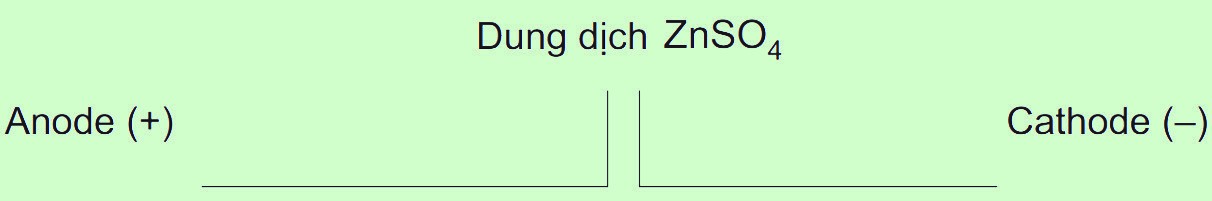 Dung dịch ZnSO₄
Anode (+)
Cathode (–)